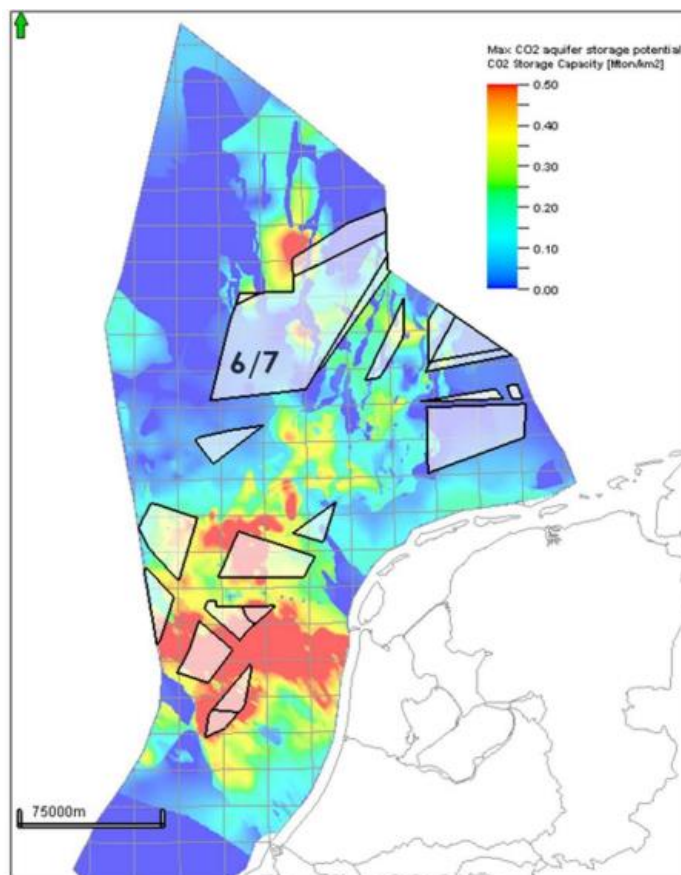 Max CO2 aquifer storage potential
CO2 Storage Capacity [Mton/km2]
0.50
0.40
0.30
0.20
0.10
0.00
6/7
75000m